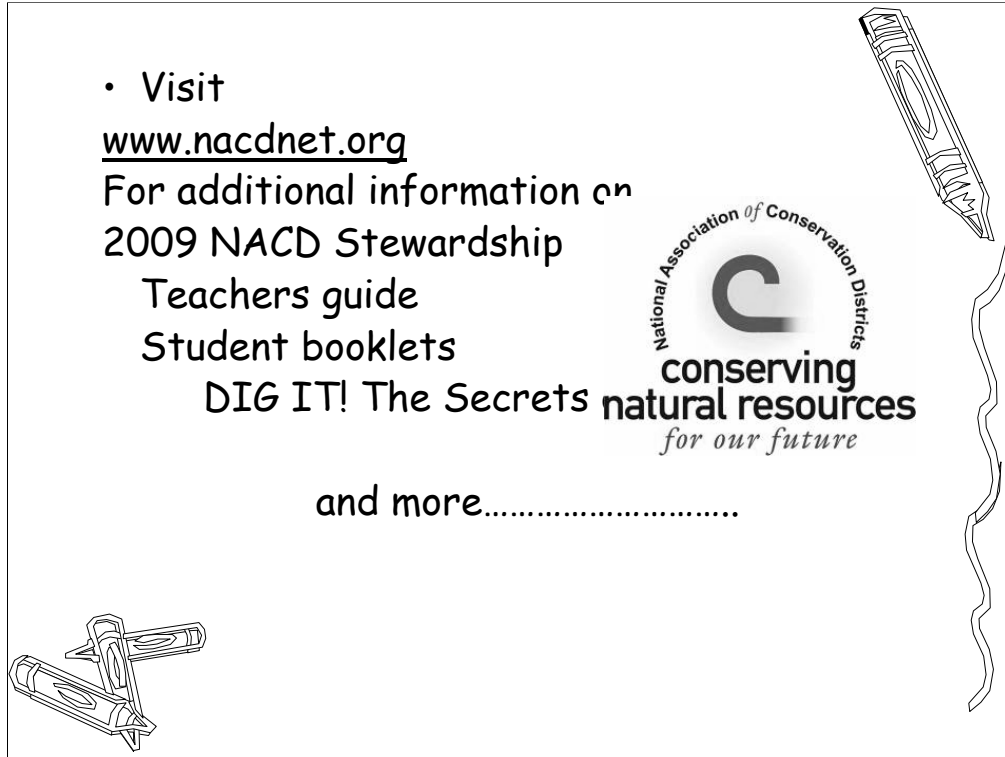 • Visit
www.nacdnet.org
For additional information on
2009 NACD Stewardship
Teachers guide
Student booklets
DIG IT! The Secrets
National Association of Conservation Districts
conserving
natural resources
for our future
and more………………………..